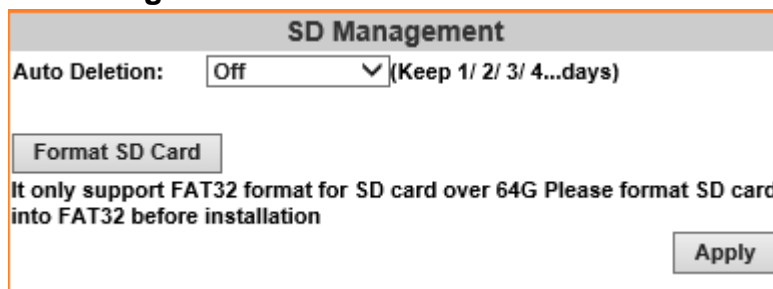 SD Management
Auto Deletion: Off (Keep 1/ 2/ 3/ 4...days)
Format SD Card
It only support FAT32 format for SD card over 64G Please format SD card
into FAT32 before installation
Apply